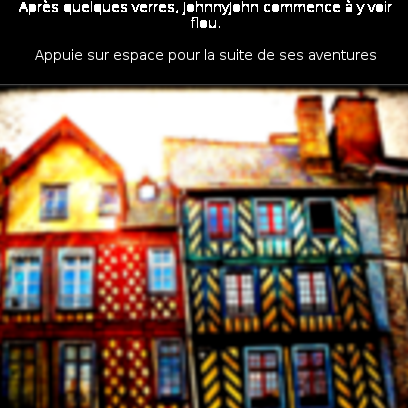 Après quelques verres, JohnnyJohn commence à y voir
flou.
Appuie sur espace pour la suite de ses aventures